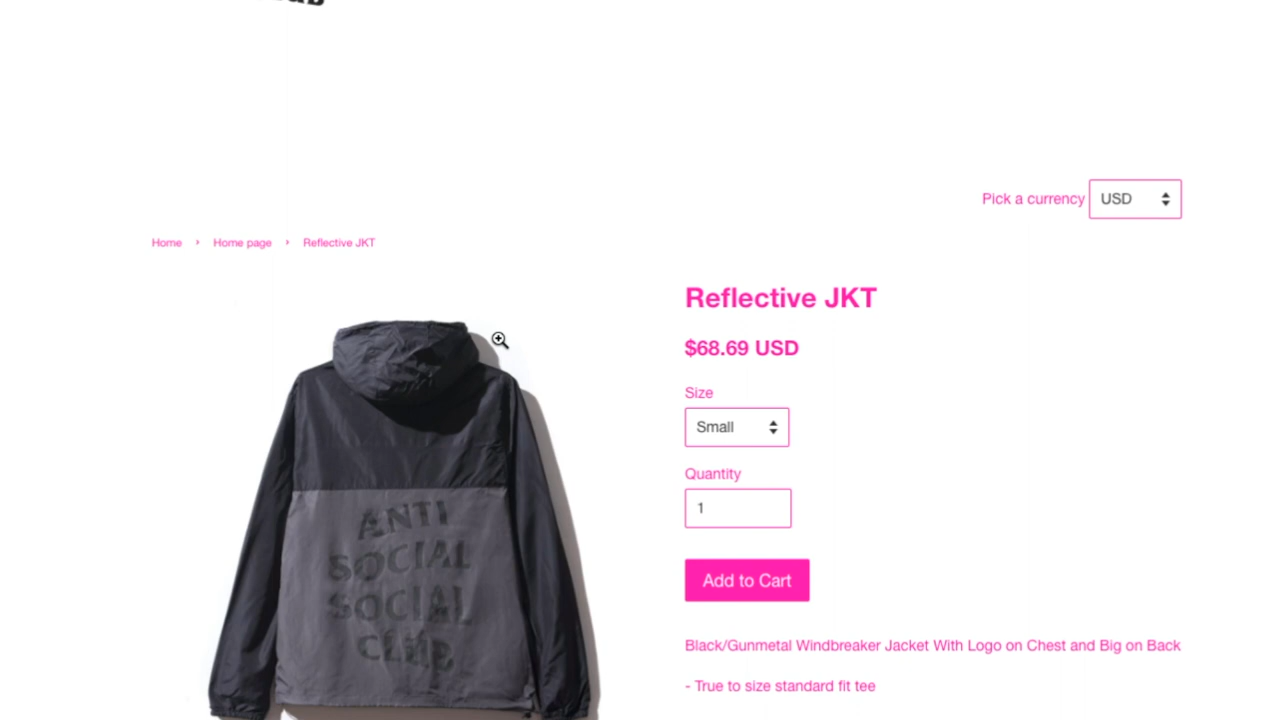 Pick a currency USD
Home › Home page › Reflective JKT
Reflective JKT
$68.69 USD
Size
Small
Quantity
1
Add to Cart
Black/Gunmetal Windbreaker Jacket With Logo on Chest and Big on Back
- True to size standard fit tee
ANTI
SOCIAL
SOCIAL
CLUB